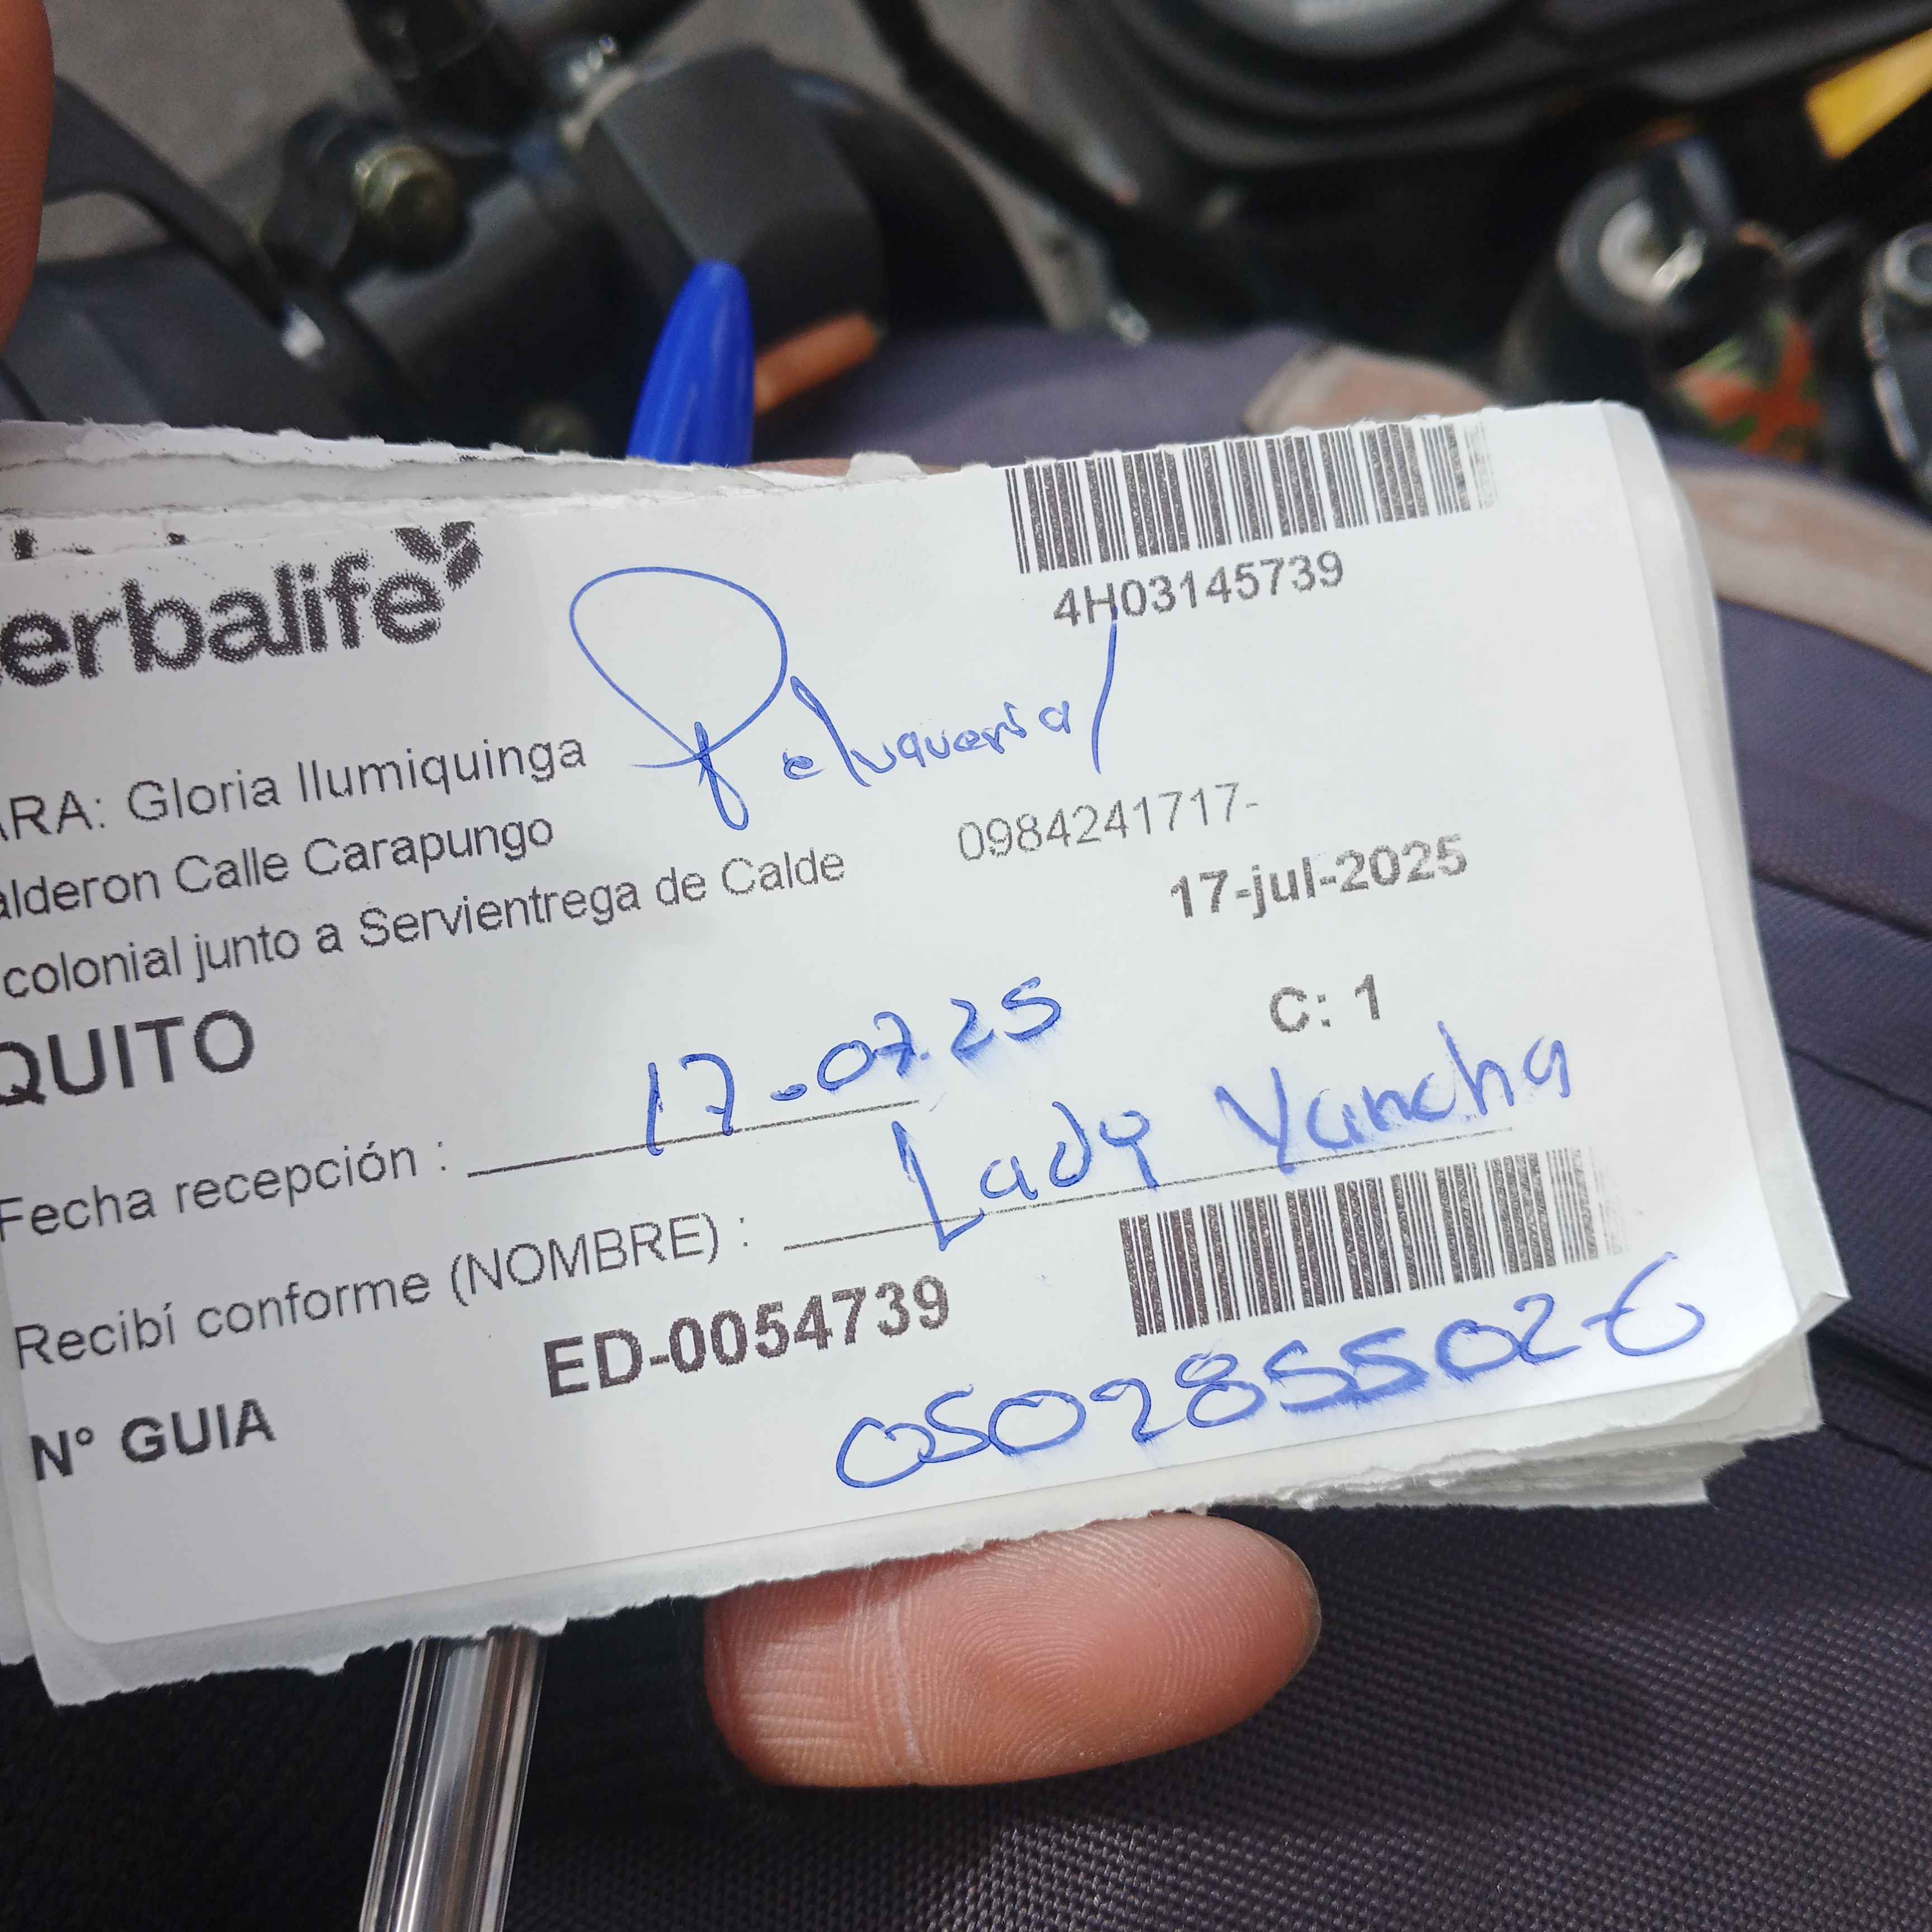 erbalife
4H03145739
Peluqueria
ARA: Gloria Ilumiquinga
alderon Calle Carapungo
0984241717-
colonial junto a Servientrega de Calde
17-jul-2025
QUITO
C: 1
Fecha recepción : 17-07.25
Recibí conforme (NOMBRE) : Lady Yancha
N° GUIA ED-0054739
0502855026